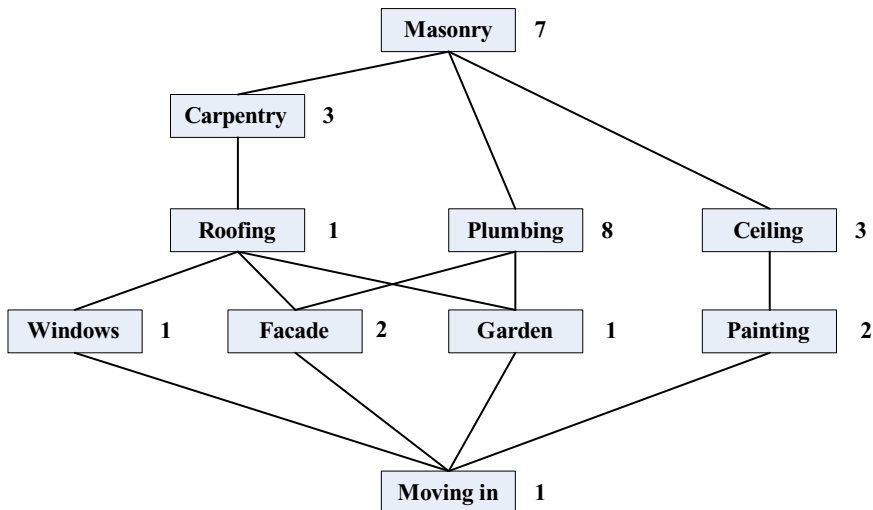 Masonry 7
Carpentry 3
Roofing 1 Plumbing 8 Ceiling 3
Windows 1 Facade 2 Garden 1 Painting 2
Moving in 1